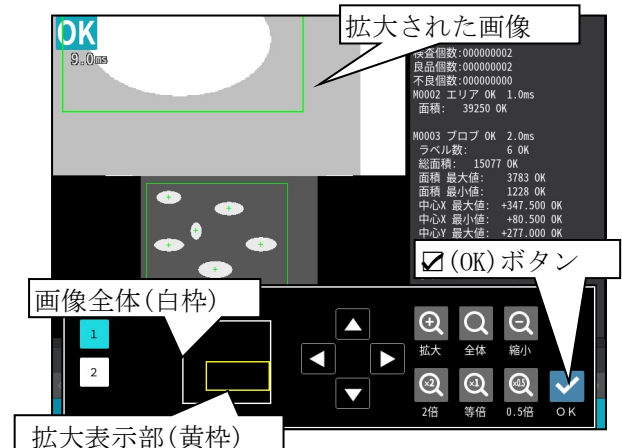 拡大された画像
OK
9.0ms
検査個数:000000002
良品個数:000000002
不良個数:000000000
M0002 エリア OK 1.0ms
面積: 39250 OK
M0003 ブロブ OK 2.0ms
ラベル数: 6 OK
総面積: 15077 OK
面積 最大値: 3783 OK
面積 最小値: 1228 OK
中心X 最大値: +347.500 OK
中心X 最小値: +80.500 OK
中心Y 最大値: +277.000 OK
☑(OK)ボタン
画像全体(白枠)
1
2
拡大
全体
縮小
×2
×1
×0.5
2倍
等倍
0.5倍
OK
拡大表示部(黄枠)